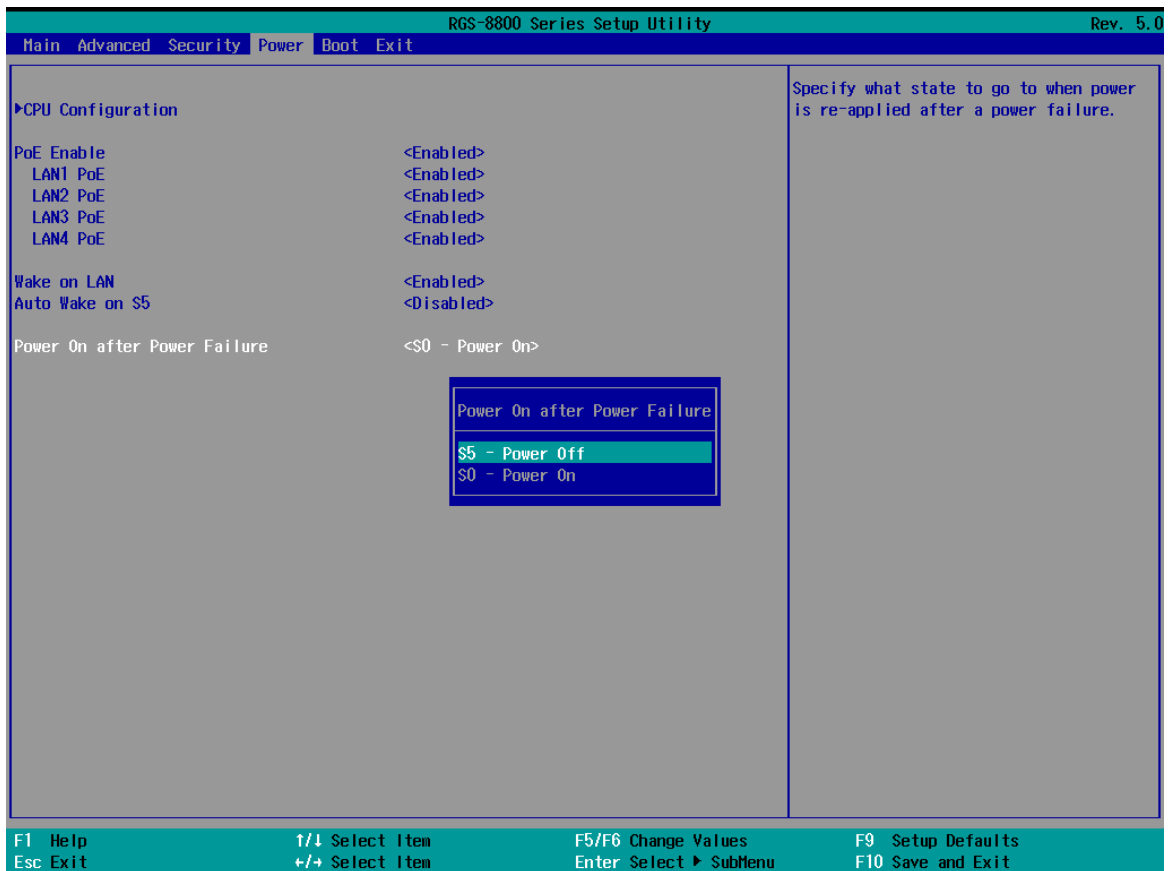 RGS-8800 Series Setup Utility Rev. 5.0
Main Advanced Security Power Boot Exit
▶CPU Configuration
PoE Enable <Enabled>
LAN1 PoE <Enabled>
LAN2 PoE <Enabled>
LAN3 PoE <Enabled>
LAN4 PoE <Enabled>
Wake on LAN <Enabled>
Auto Wake on S5 <Disabled>
Power On after Power Failure <S0 - Power On>
Power On after Power Failure
S5 - Power Off
S0 - Power On
Specify what state to go to when power
is re-applied after a power failure.
F1 Help ↑/↓ Select Item F5/F6 Change Values F9 Setup Defaults
Esc Exit ←/→ Select Item Enter Select ▶ SubMenu F10 Save and Exit